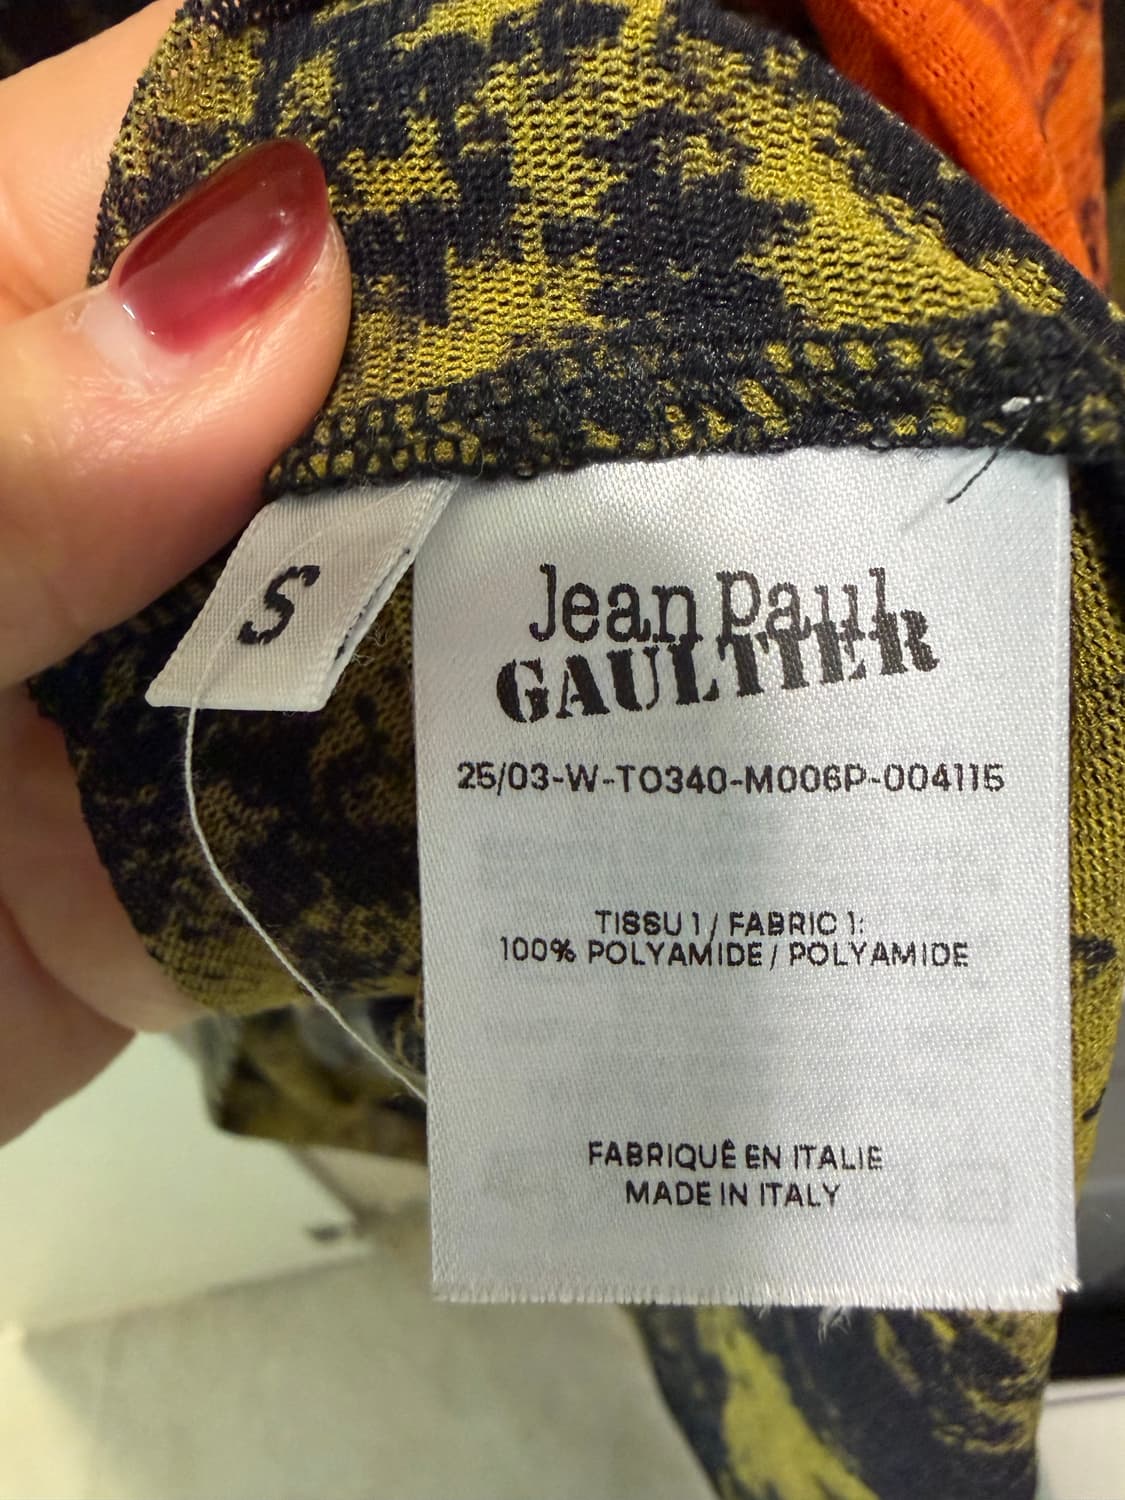 S
Jean Paul
GAULTIER
25/03-W-T0340-M006P-004115
TISSU 1 / FABRIC 1:
100% POLYAMIDE / POLYAMIDE
FABRIQUÉ EN ITALIE
MADE IN ITALY